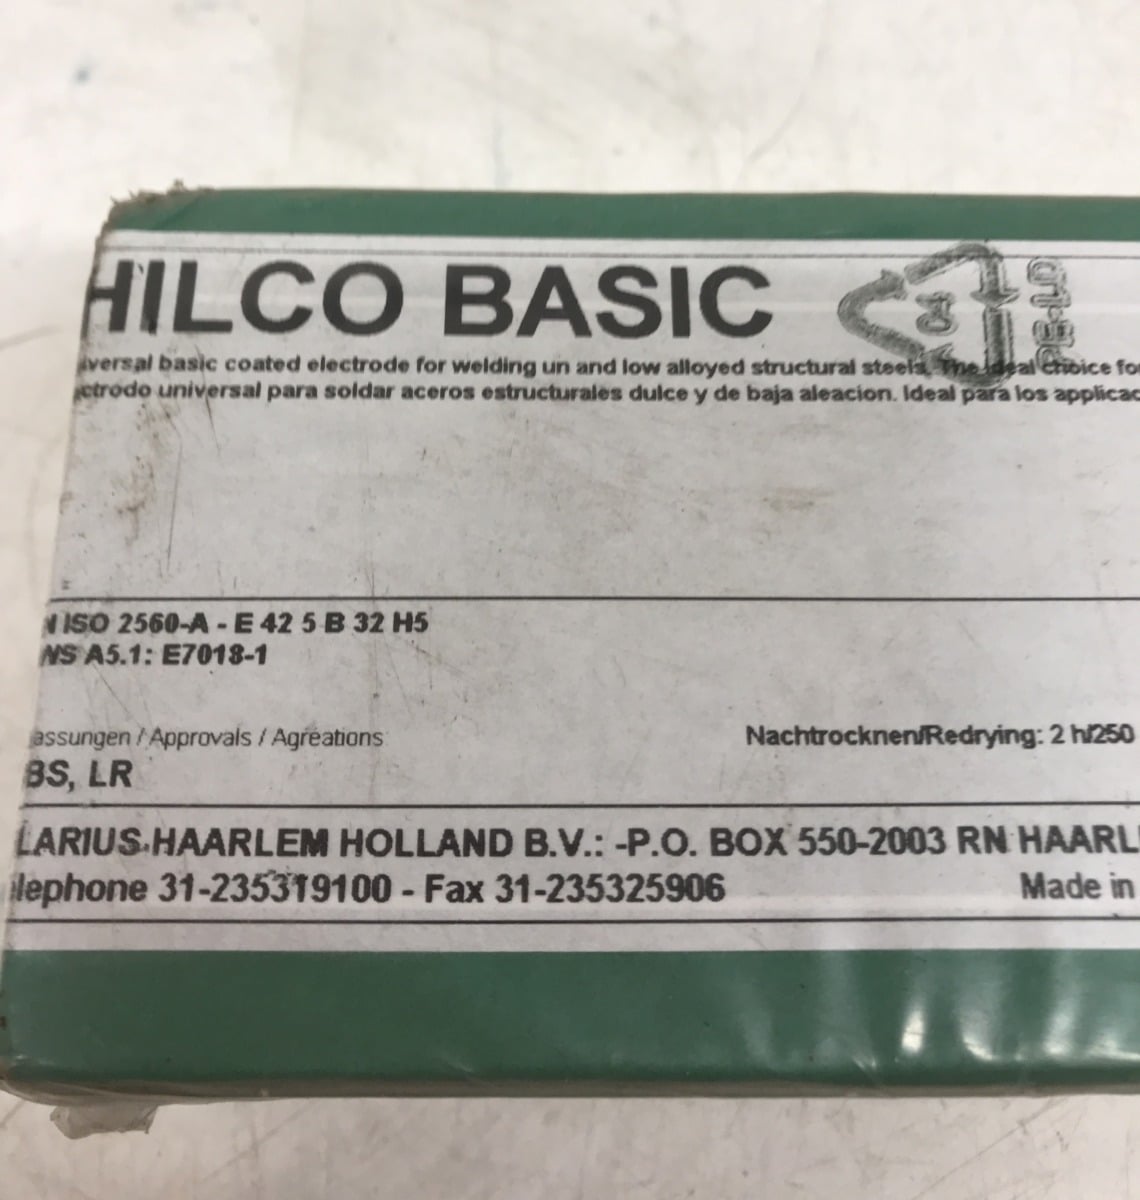 HILCO BASIC
iversal basic coated electrode for welding un and low alloyed structural steels. The ideal choice fo
ctrodo universal para soldar aceros estructurales dulce y de baja aleacion. Ideal para los applicac
N ISO 2560-A - E 42 5 B 32 H5
WS A5.1: E7018-1
assungen / Approvals / Agréations
Nachtrocknen/Redrying: 2 h/250
BS, LR
LARIUS HAARLEM HOLLAND B.V.: -P.O. BOX 550-2003 RN HAARL
lephone 31-235319100 - Fax 31-235325906
Made in